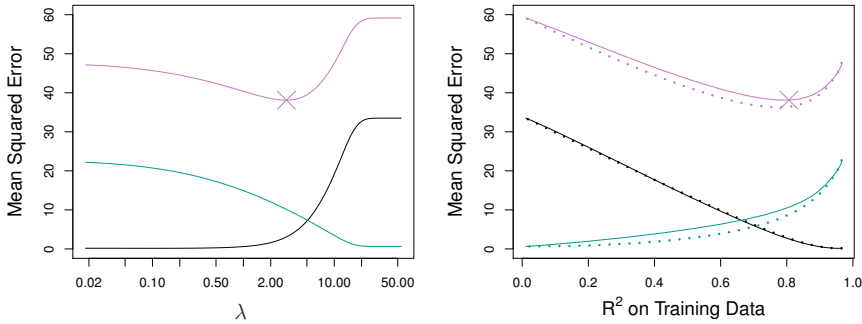 Mean Squared Error
0 10 20 30 40 50 60
0.02 0.10 0.50 2.00 10.00 50.00
λ
Mean Squared Error
0 10 20 30 40 50 60
0.0 0.2 0.4 0.6 0.8 1.0
R² on Training Data